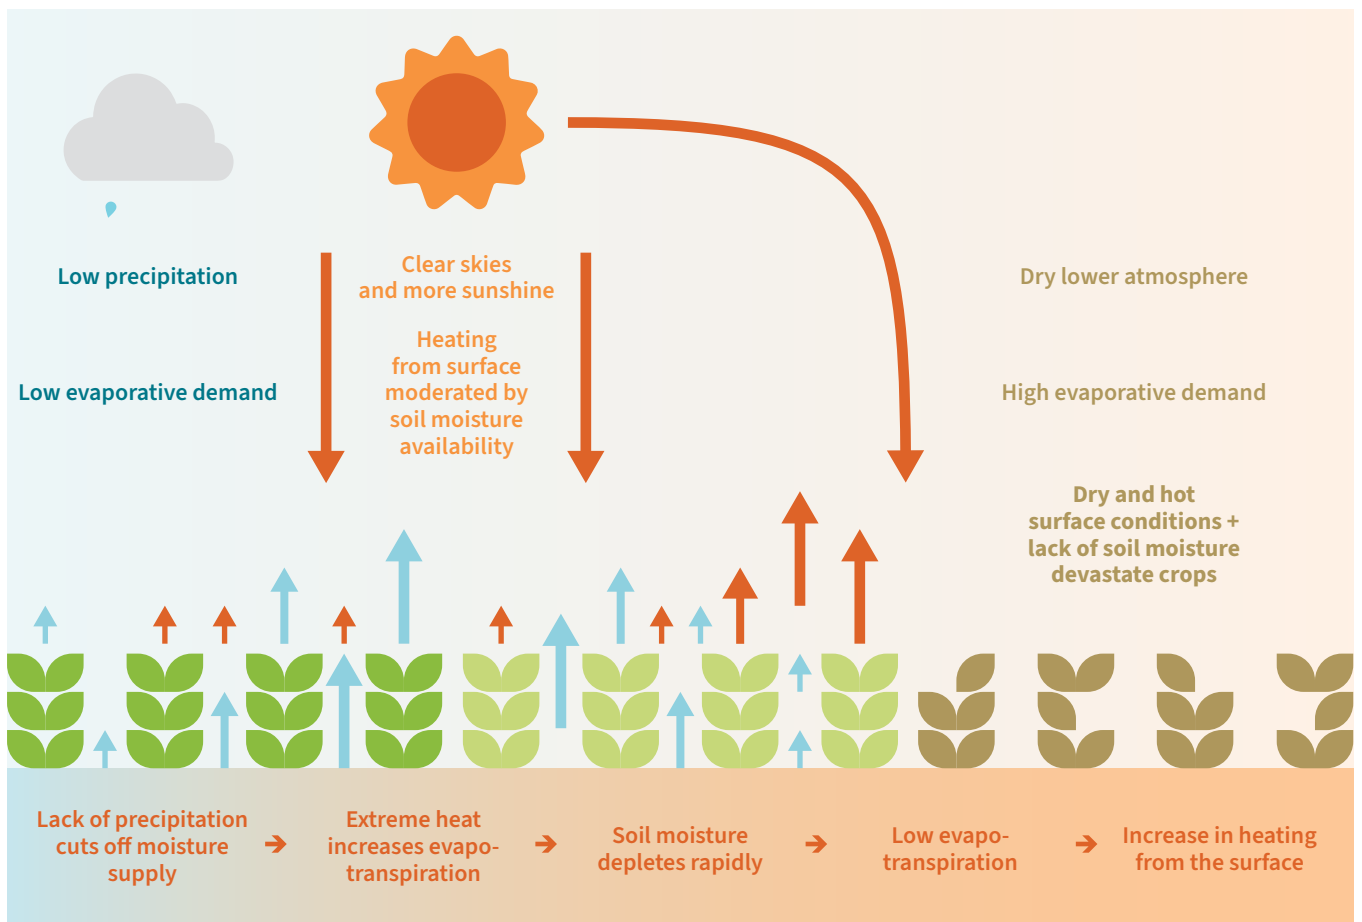 Low precipitation
Low evaporative demand
Clear skies
and more sunshine
Heating
from surface
moderated by
soil moisture
availability
Dry lower atmosphere
High evaporative demand
Dry and hot
surface conditions +
lack of soil moisture
devastate crops
Lack of precipitation
cuts off moisture
supply
Extreme heat
increases evapo-
transpiration
Soil moisture
depletes rapidly
Low evapo-
transpiration
Increase in heating
from the surface